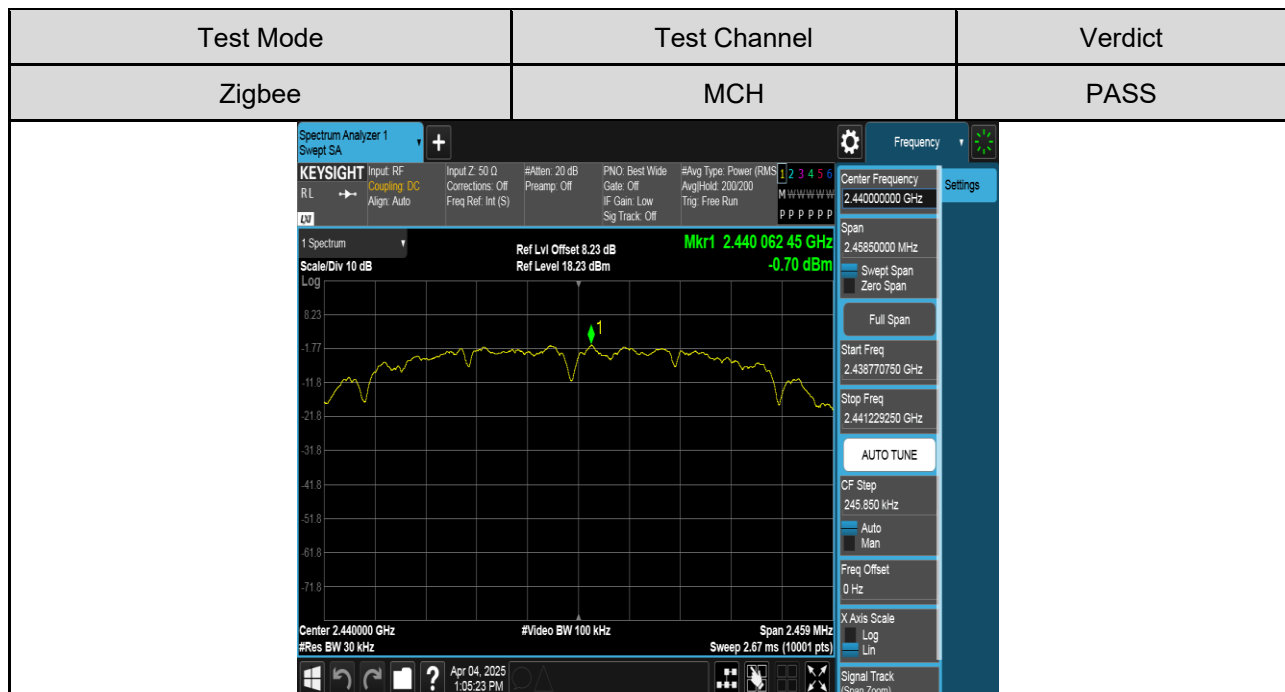 Test Mode Test Channel Verdict
Zigbee MCH PASS
Spectrum Analyzer 1
Swept SA
+
Frequency
Settings
KEYSIGHT
RL
LXI
Input: RF
Coupling: DC
Align: Auto
Input Z: 50 Ω
Corrections: Off
Freq Ref: Int (S)
#Atten: 20 dB
Preamp: Off
PNO: Best Wide
Gate: Off
IF Gain: Low
Sig Track: Off
#Avg Type: Power (RMS
Avg|Hold: 200/200
Trig: Free Run
1 2 3 4 5 6
M W W W W W
P P P P P P
1 Spectrum
Scale/Div 10 dB
Log
Ref Lvl Offset 8.23 dB
Ref Level 18.23 dBm
Mkr1 2.440 062 45 GHz
-0.70 dBm
1
8.23
-1.77
-11.8
-21.8
-31.8
-41.8
-51.8
-61.8
-71.8
Center 2.440000 GHz
#Res BW 30 kHz
#Video BW 100 kHz
Span 2.459 MHz
Sweep 2.67 ms (10001 pts)
Center Frequency
2.440000000 GHz
Span
2.45850000 MHz
Swept Span
Zero Span
Full Span
Start Freq
2.438770750 GHz
Stop Freq
2.441229250 GHz
AUTO TUNE
CF Step
245.850 kHz
Auto
Man
Freq Offset
0 Hz
X Axis Scale
Log
Lin
Signal Track
(Span Zoom)
?
Apr 04, 2025
1:05:23 PM